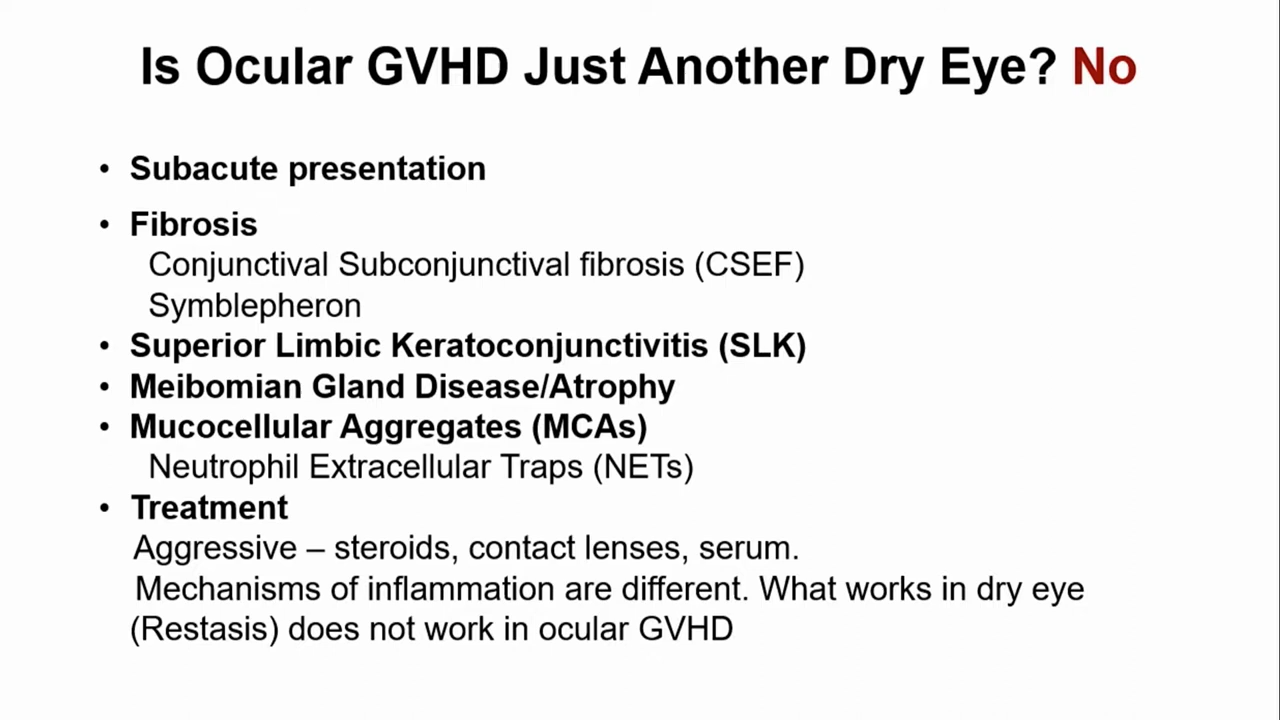 Is Ocular GVHD Just Another Dry Eye? No
• Subacute presentation
• Fibrosis
Conjunctival Subconjunctival fibrosis (CSEF)
Symblepheron
• Superior Limbic Keratoconjunctivitis (SLK)
• Meibomian Gland Disease/Atrophy
• Mucocellular Aggregates (MCAs)
Neutrophil Extracellular Traps (NETs)
• Treatment
Aggressive – steroids, contact lenses, serum.
Mechanisms of inflammation are different. What works in dry eye
(Restasis) does not work in ocular GVHD